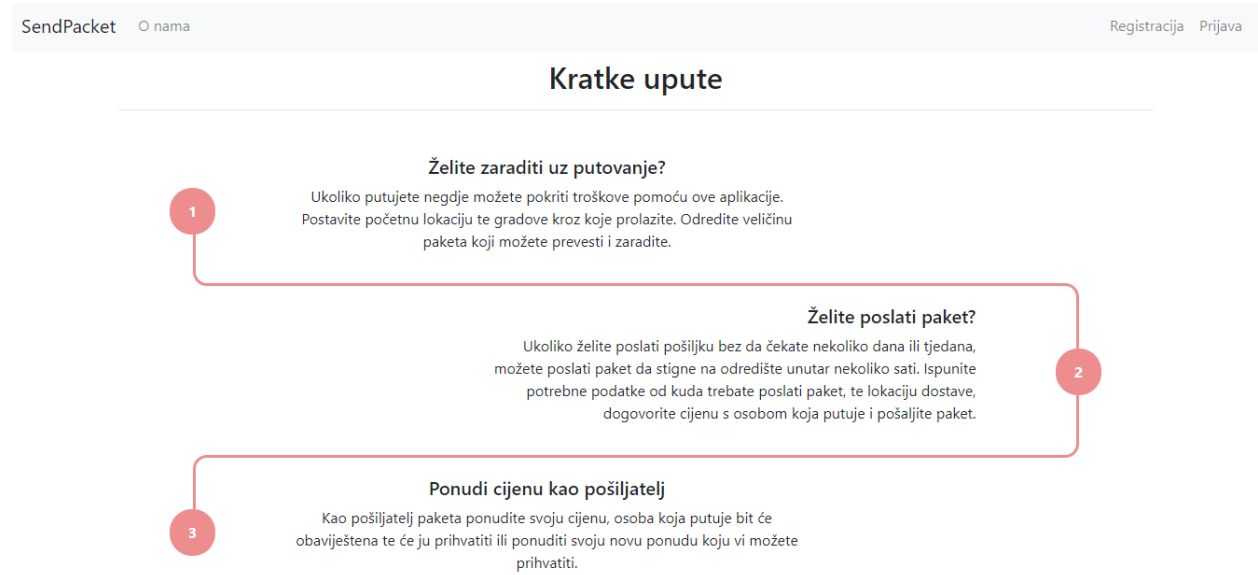 SendPacket O nama Registracija Prijava
Kratke upute
Želite zaraditi uz putovanje?
Ukoliko putujete negdje možete pokriti troškove pomoću ove aplikacije.
Postavite početnu lokaciju te gradove kroz koje prolazite. Odredite veličinu
paketa koji možete prevesti i zaradite.
1
Želite poslati paket?
Ukoliko želite poslati pošiljku bez da čekate nekoliko dana ili tjedana,
možete poslati paket da stigne na odredište unutar nekoliko sati. Ispunite
potrebne podatke od kuda trebate poslati paket, te lokaciju dostave,
dogovorite cijenu s osobom koja putuje i pošaljite paket.
2
Ponudi cijenu kao pošiljatelj
Kao pošiljatelj paketa ponudite svoju cijenu, osoba koja putuje bit će
obaviještena te će ju prihvatiti ili ponuditi svoju novu ponudu koju vi možete
prihvatiti.
3